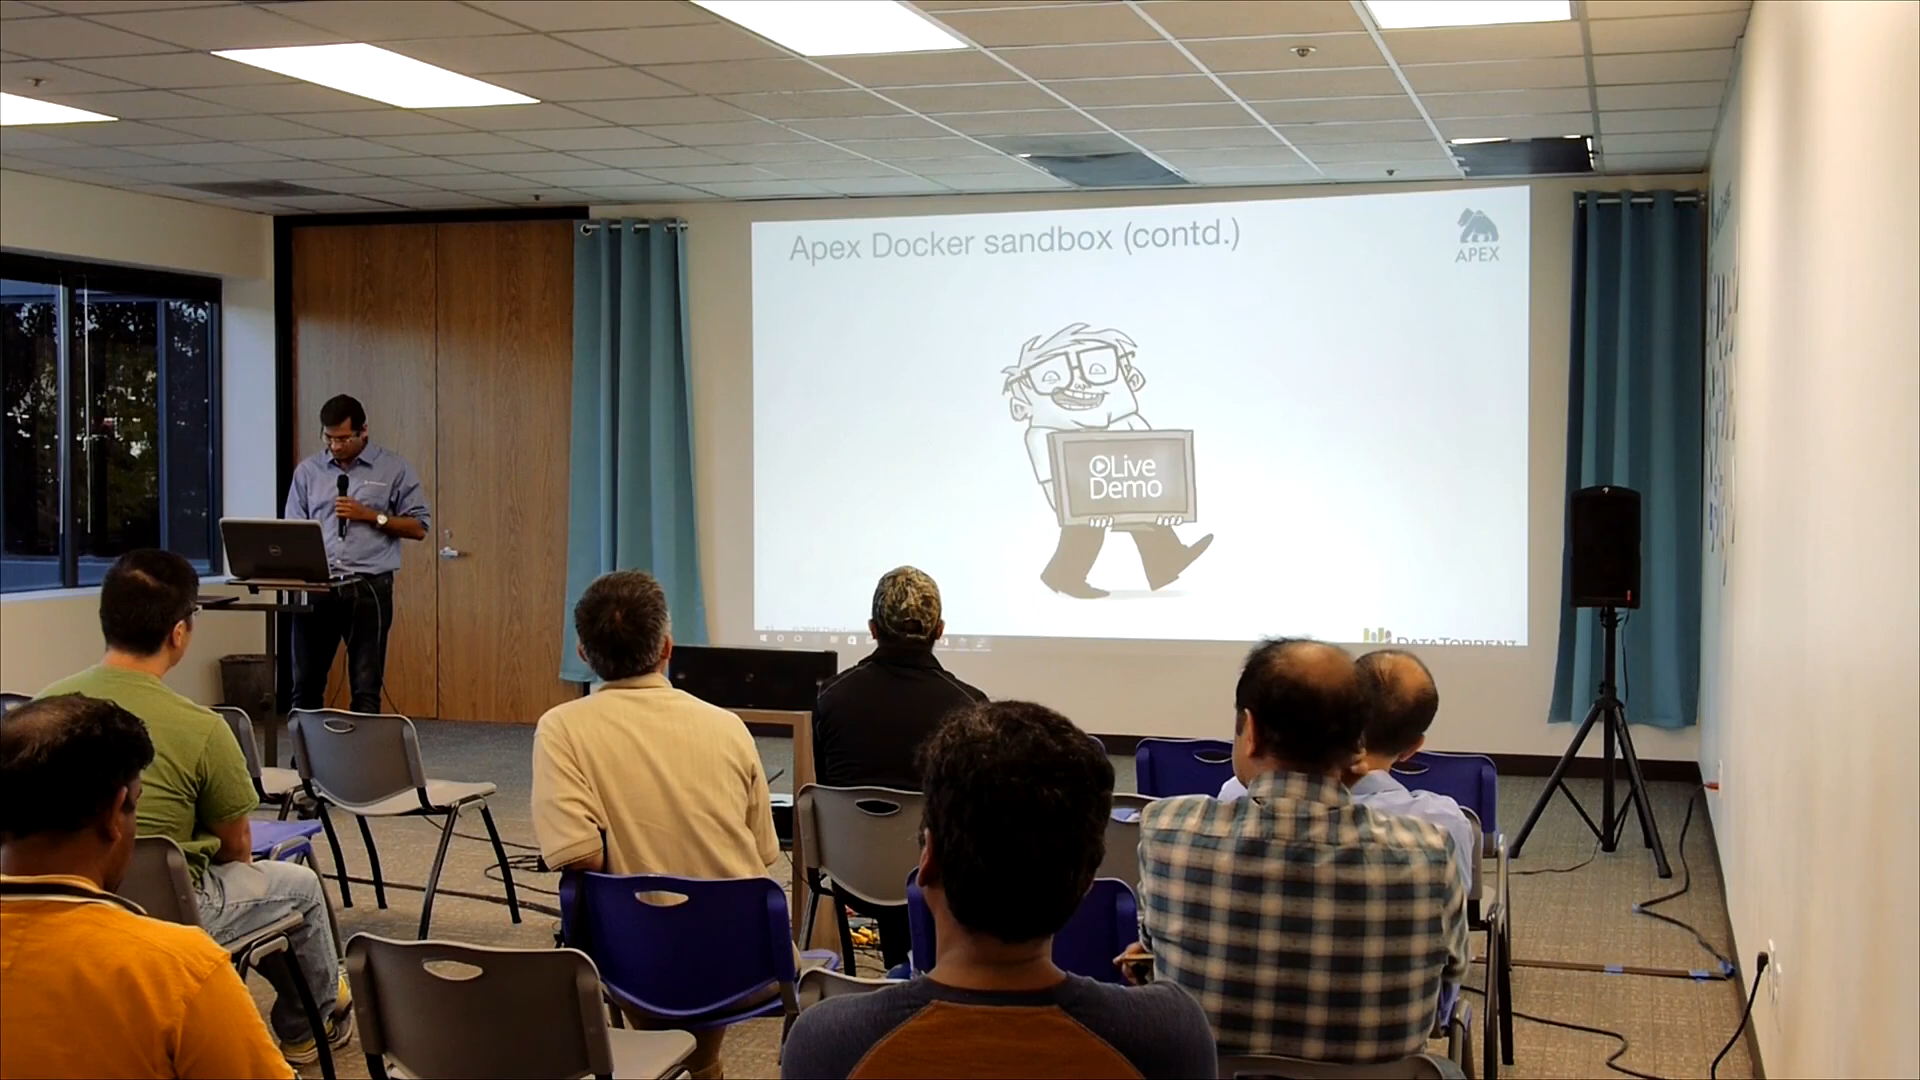 Apex Docker sandbox (contd.)
APEX
Live
Demo
DATATORRENT